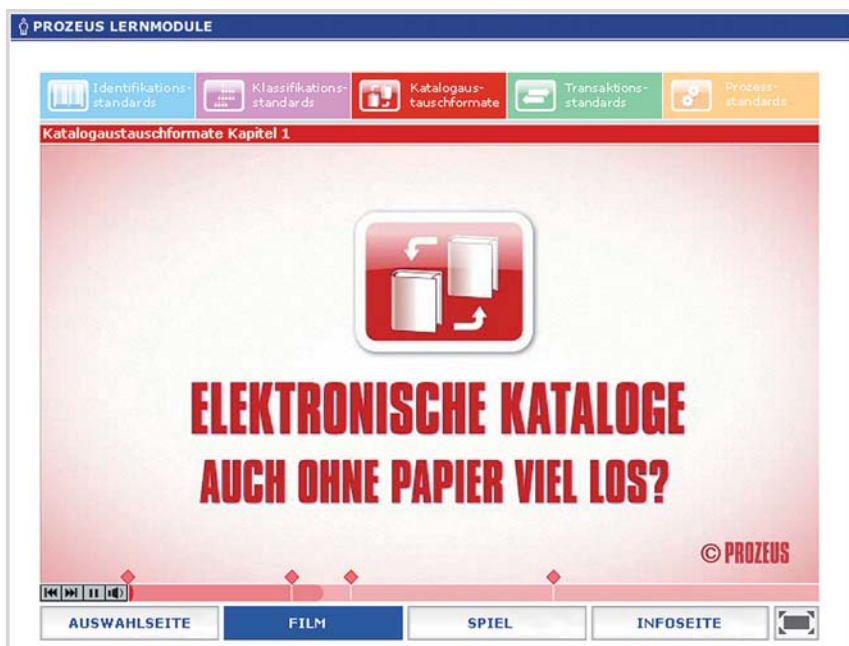 PROZEUS LERNMODULE
Identifikations-
standards
Klassifikations-
standards
Katalogaus-
tauschformate
Transaktions-
standards
Prozess-
standards
Katalogaustauschformate Kapitel 1
ELEKTRONISCHE KATALOGE
AUCH OHNE PAPIER VIEL LOS?
© PROZEUS
AUSWAHLSEITE
FILM
SPIEL
INFOSEITE